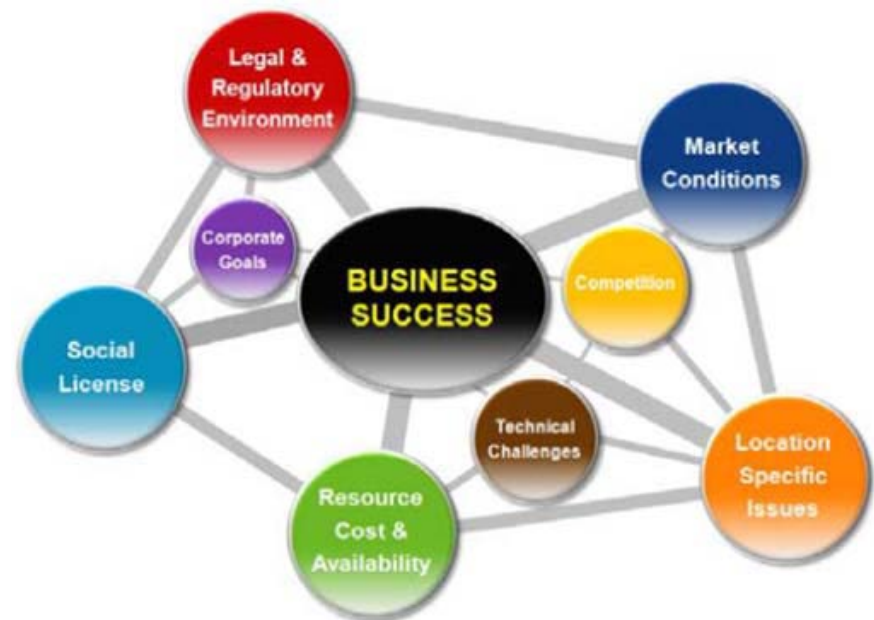 Legal &
Regulatory
Environment
Market
Conditions
Corporate
Goals
BUSINESS
SUCCESS
Competition
Social
License
Technical
Challenges
Location
Specific
Issues
Resource
Cost &
Availability